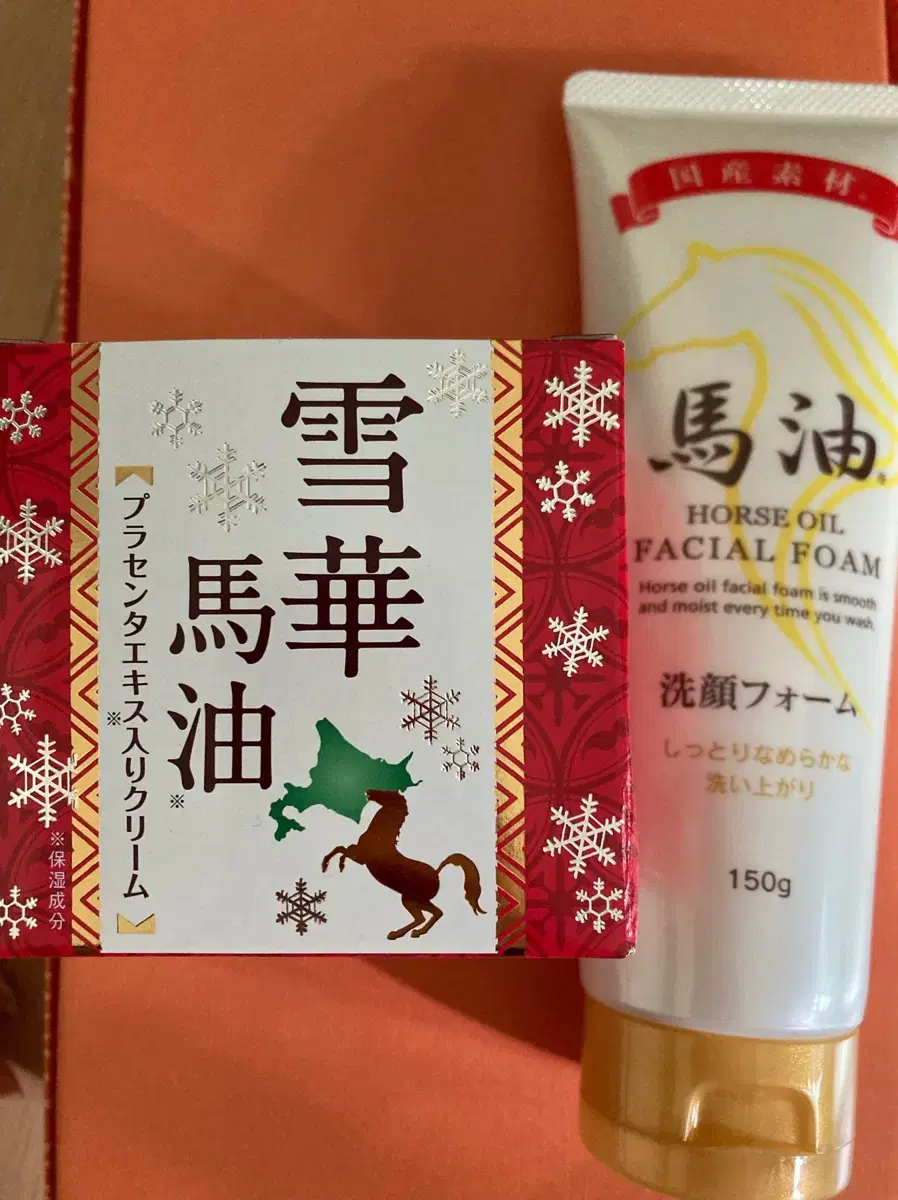 雪華
馬油※
プラセンタエキス※入りクリーム
※保湿成分
国産素材。
馬油。
HORSE OIL
FACIAL FOAM
Horse oil facial foam is smooth
and moist every time you wash.
洗顔フォーム
しっとりなめらかな
洗い上がり
150g